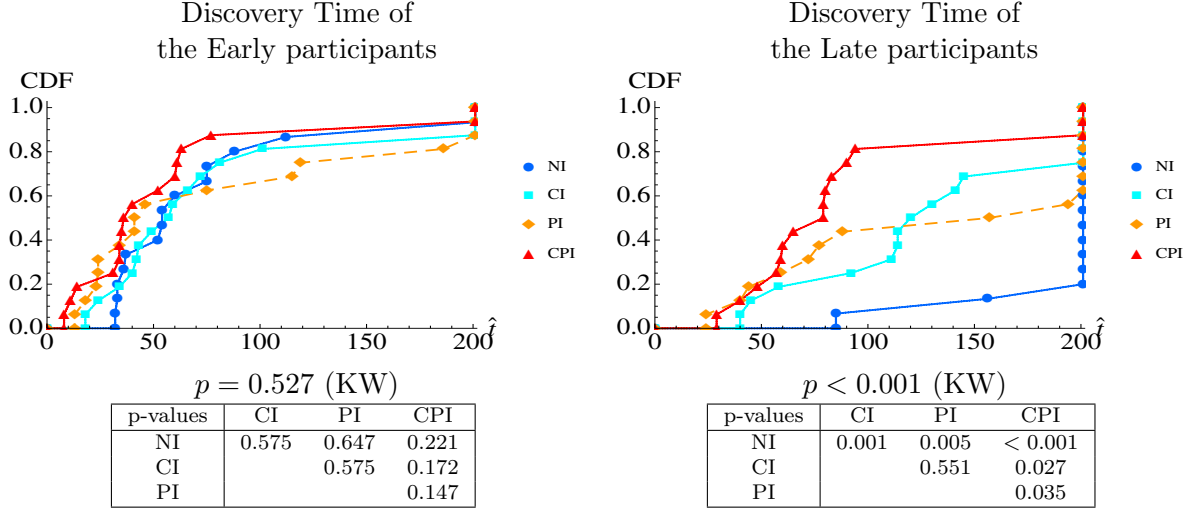 Discovery Time of
the Early participants
CDF
1.0
0.8
0.6
0.4
0.2
0.0
0 50 100 150 200 t̂
NI
CI
PI
CPI
p = 0.527 (KW)
p-values CI PI CPI
NI 0.575 0.647 0.221
CI 0.575 0.172
PI 0.147
Discovery Time of
the Late participants
CDF
1.0
0.8
0.6
0.4
0.2
0.0
0 50 100 150 200 t̂
NI
CI
PI
CPI
p < 0.001 (KW)
p-values CI PI CPI
NI 0.001 0.005 < 0.001
CI 0.551 0.027
PI 0.035